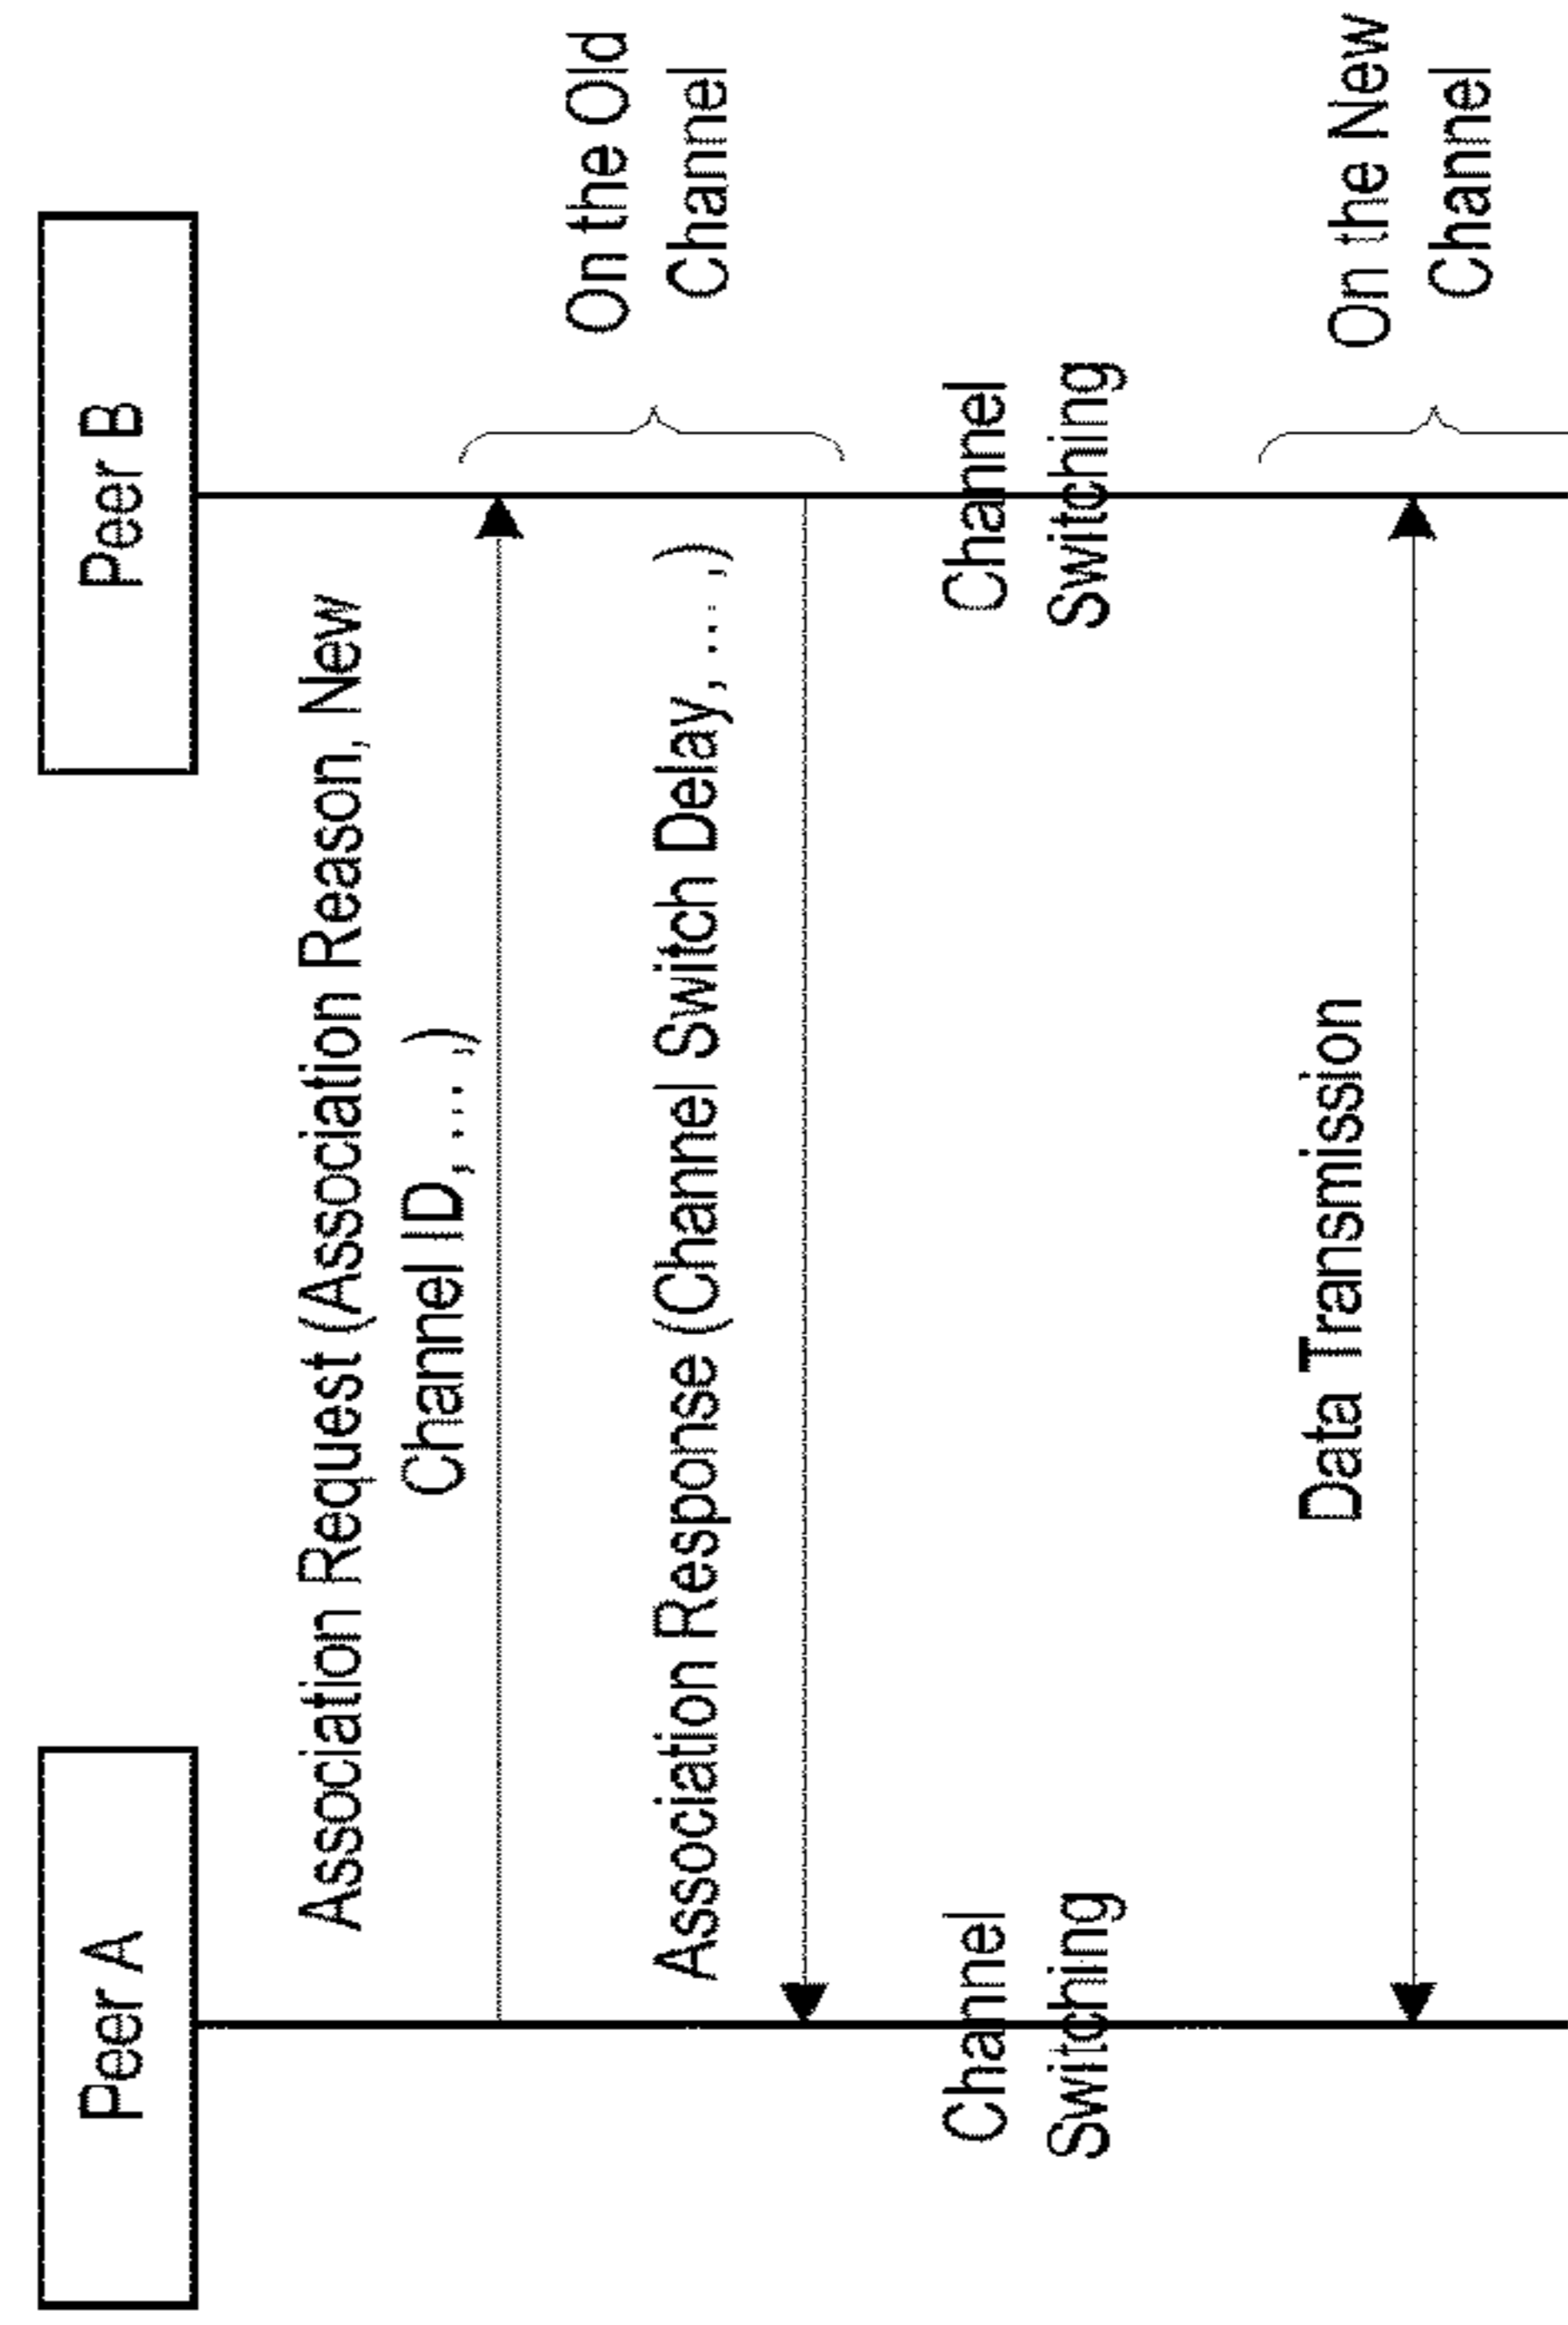 Peer A
Peer B
Association Request (Association Reason, New
Channel ID, ... ,)
On the Old
Channel
Association Response (Channel Switch Delay, ... ,)
Channel
Switching
Channel
Switching
Data Transmission
On the New
Channel